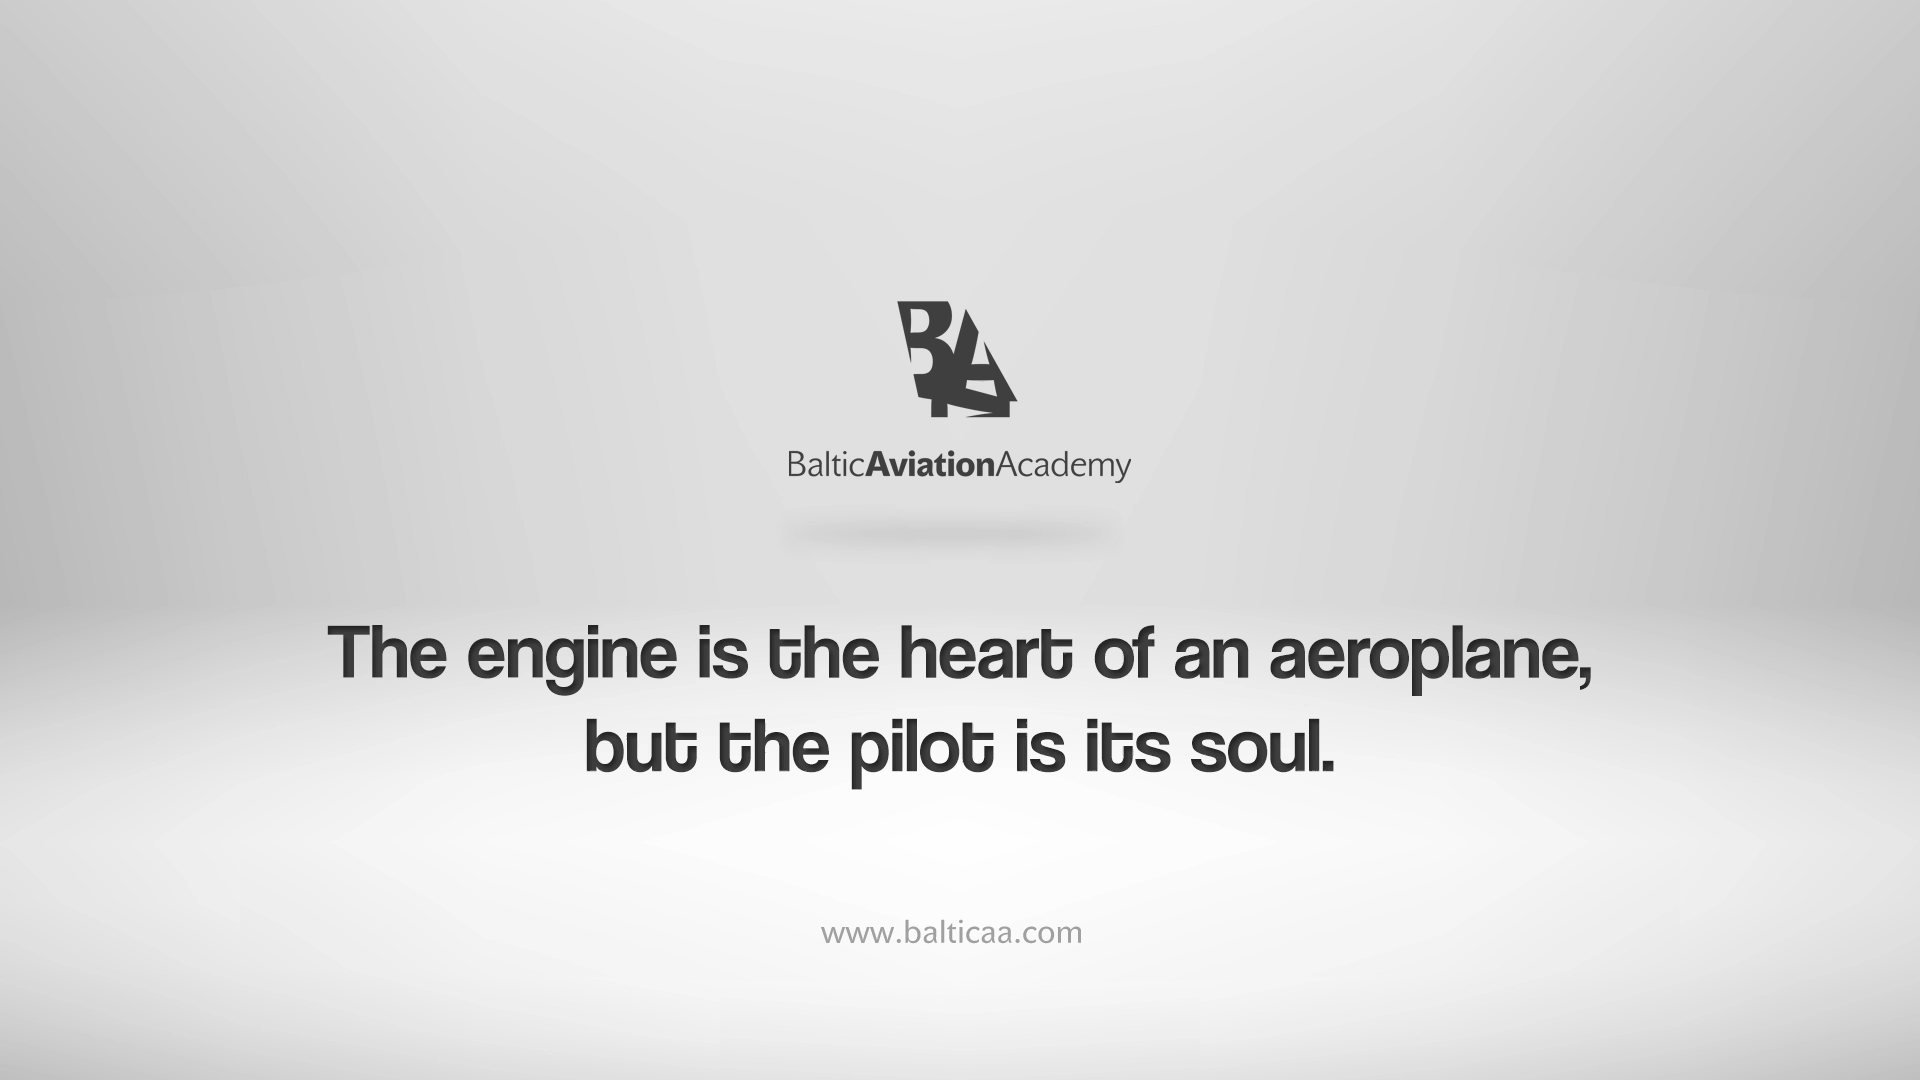 BA
BalticAviationAcademy
The engine is the heart of an aeroplane,
but the pilot is its soul.
www.balticaa.com